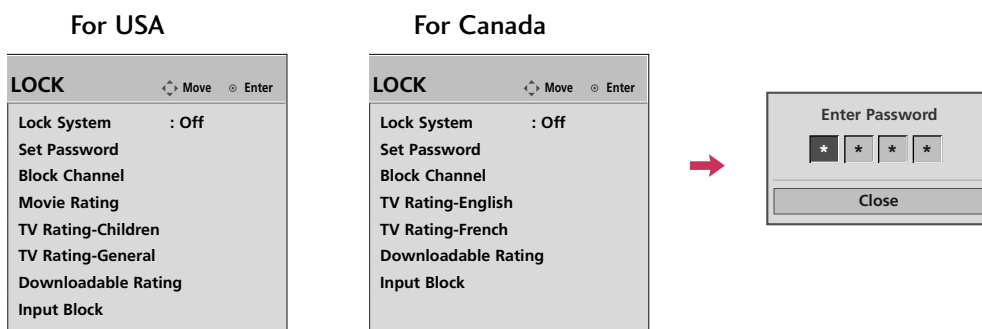 For USA
LOCK Move Enter
Lock System : Off
Set Password
Block Channel
Movie Rating
TV Rating-Children
TV Rating-General
Downloadable Rating
Input Block
For Canada
LOCK Move Enter
Lock System : Off
Set Password
Block Channel
TV Rating-English
TV Rating-French
Downloadable Rating
Input Block
Enter Password
* * * *
Close